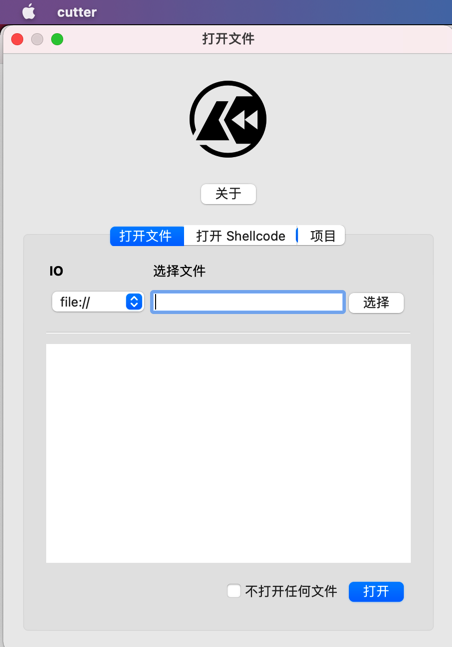 cutter
打开文件
关于
打开文件 打开 Shellcode 项目
IO 选择文件
file:// 选择
不打开任何文件 打开